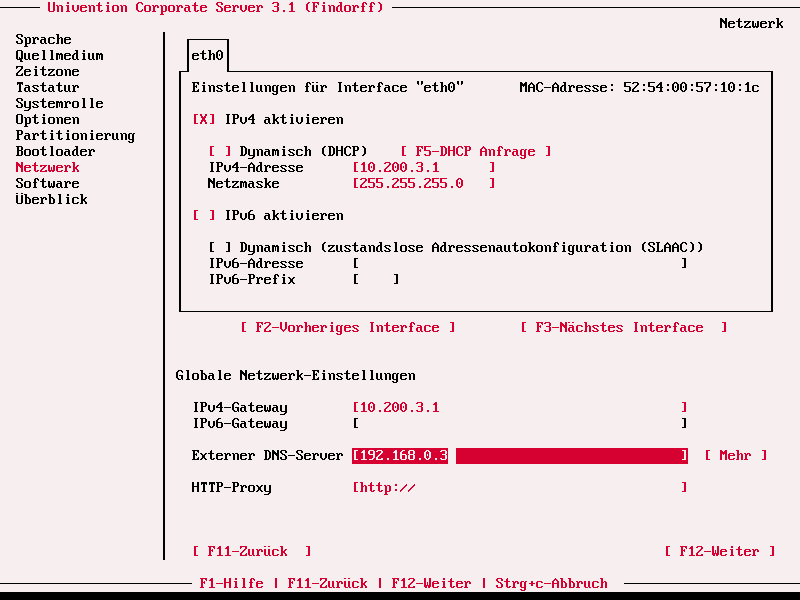 Univention Corporate Server 3.1 (Findorff)
Netzwerk
Sprache
Quellmedium
Zeitzone
Tastatur
Systemrolle
Optionen
Partitionierung
Bootloader
Netzwerk
Software
Überblick
eth0
Einstellungen für Interface "eth0" MAC-Adresse: 52:54:00:57:10:1c
[X] IPv4 aktivieren
[ ] Dynamisch (DHCP) [ F5-DHCP Anfrage ]
IPv4-Adresse [10.200.3.1 ]
Netzmaske [255.255.255.0 ]
[ ] IPv6 aktivieren
[ ] Dynamisch (zustandslose Adressenautokonfiguration (SLAAC))
IPv6-Adresse [ ]
IPv6-Prefix [ ]
[ F2-Vorheriges Interface ] [ F3-Nächstes Interface ]
Globale Netzwerk-Einstellungen
IPv4-Gateway [10.200.3.1 ]
IPv6-Gateway [ ]
Externer DNS-Server [192.168.0.3 ] [ Mehr ]
HTTP-Proxy [http:// ]
[ F11-Zurück ] [ F12-Weiter ]
F1-Hilfe | F11-Zurück | F12-Weiter | Strg+c-Abbruch